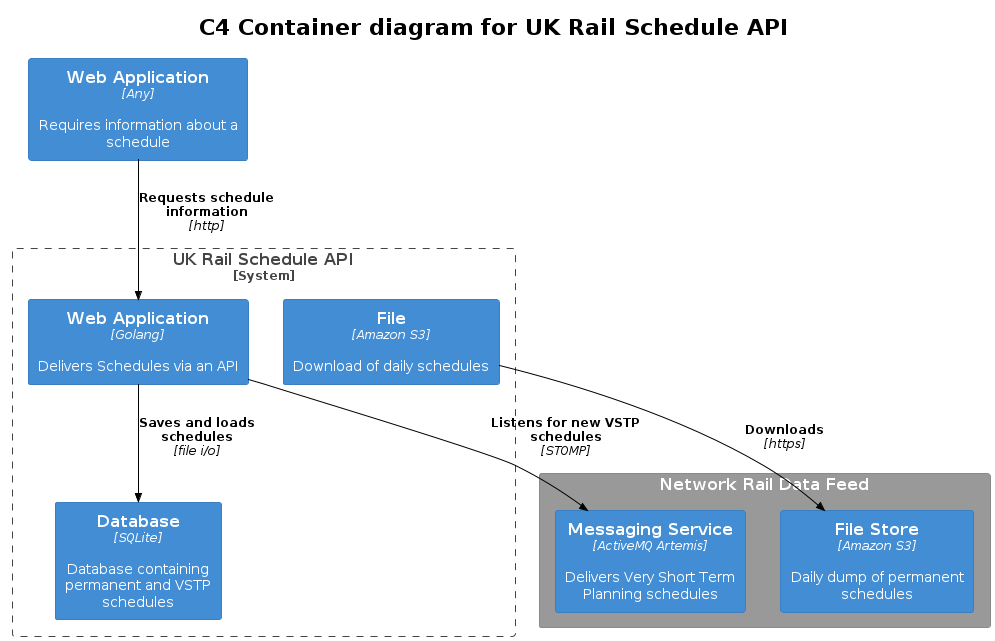 C4 Container diagram for UK Rail Schedule API
Web Application
[Any]
Requires information about a
schedule
Requests schedule
information
[http]
UK Rail Schedule API
[System]
Web Application
[Golang]
Delivers Schedules via an API
File
[Amazon S3]
Download of daily schedules
Saves and loads
schedules
[file i/o]
Listens for new VSTP
schedules
[STOMP]
Downloads
[https]
Network Rail Data Feed
Database
[SQLite]
Database containing
permanent and VSTP
schedules
Messaging Service
[ActiveMQ Artemis]
Delivers Very Short Term
Planning schedules
File Store
[Amazon S3]
Daily dump of permanent
schedules